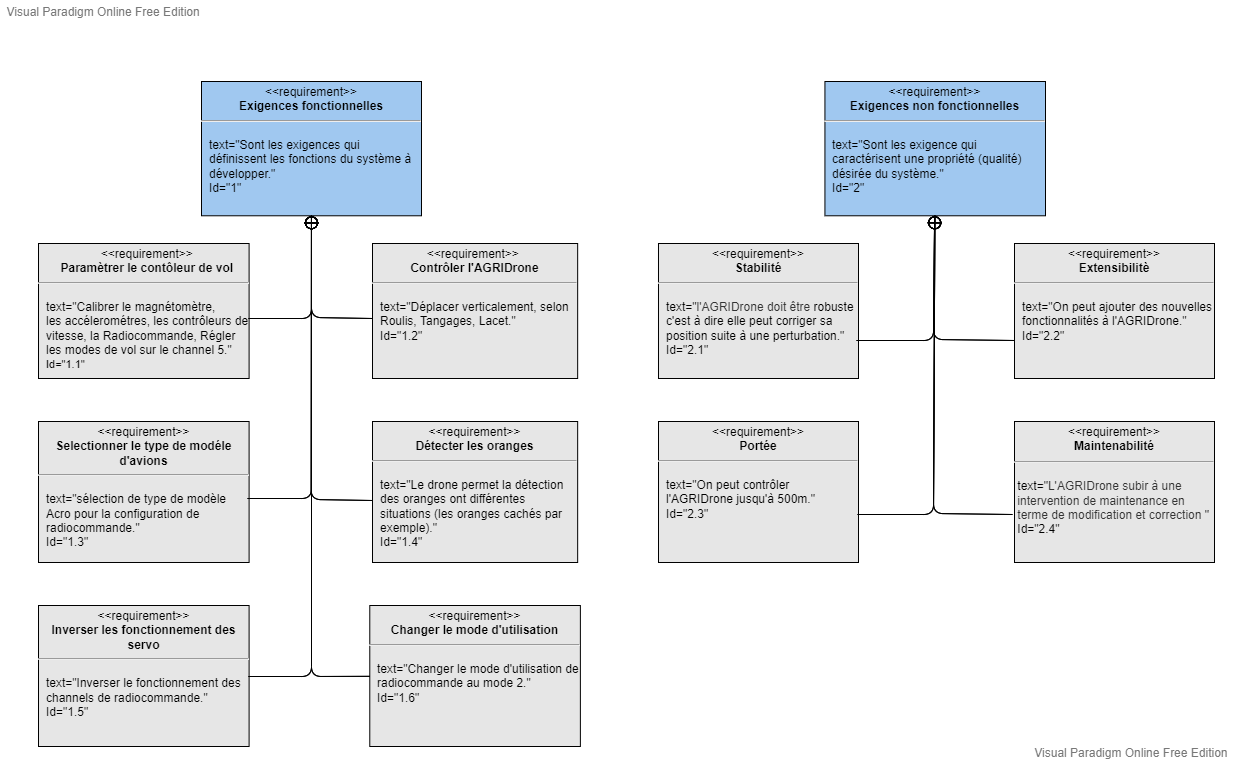 Visual Paradigm Online Free Edition
<<requirement>>
Exigences fonctionnelles
text="Sont les exigences qui
définissent les fonctions du système à
développer."
Id="1"
<<requirement>>
Exigences non fonctionnelles
text="Sont les exigence qui
caractérisent une propriété (qualité)
désirée du système."
Id="2"
<<requirement>>
Paramètrer le contôleur de vol
text="Calibrer le magnétomètre,
les accélerométres, les contrôleurs de
vitesse, la Radiocommande, Régler
les modes de vol sur le channel 5."
Id="1.1"
<<requirement>>
Contrôler l'AGRIDrone
text="Déplacer verticalement, selon
Roulis, Tangages, Lacet."
Id="1.2"
<<requirement>>
Stabilité
text="l'AGRIDrone doit être robuste
c'est à dire elle peut corriger sa
position suite à une perturbation."
Id="2.1"
<<requirement>>
Extensibilitè
text="On peut ajouter des nouvelles
fonctionnalités à l'AGRIDrone."
Id="2.2"
<<requirement>>
Selectionner le type de modéle
d'avions
text="sélection de type de modèle
Acro pour la configuration de
radiocommande."
Id="1.3"
<<requirement>>
Détecter les oranges
text="Le drone permet la détection
des oranges ont différentes
situations (les oranges cachés par
exemple)."
Id="1.4"
<<requirement>>
Portée
text="On peut contrôler
l'AGRIDrone jusqu'à 500m."
Id="2.3"
<<requirement>>
Maintenabilité
text="L'AGRIDrone subir à une
intervention de maintenance en
terme de modification et correction "
Id="2.4"
<<requirement>>
Inverser les fonctionnement des
servo
text="Inverser le fonctionnement des
channels de radiocommande."
Id="1.5"
<<requirement>>
Changer le mode d'utilisation
text="Changer le mode d'utilisation de
radiocommande au mode 2."
Id="1.6"
Visual Paradigm Online Free Edition